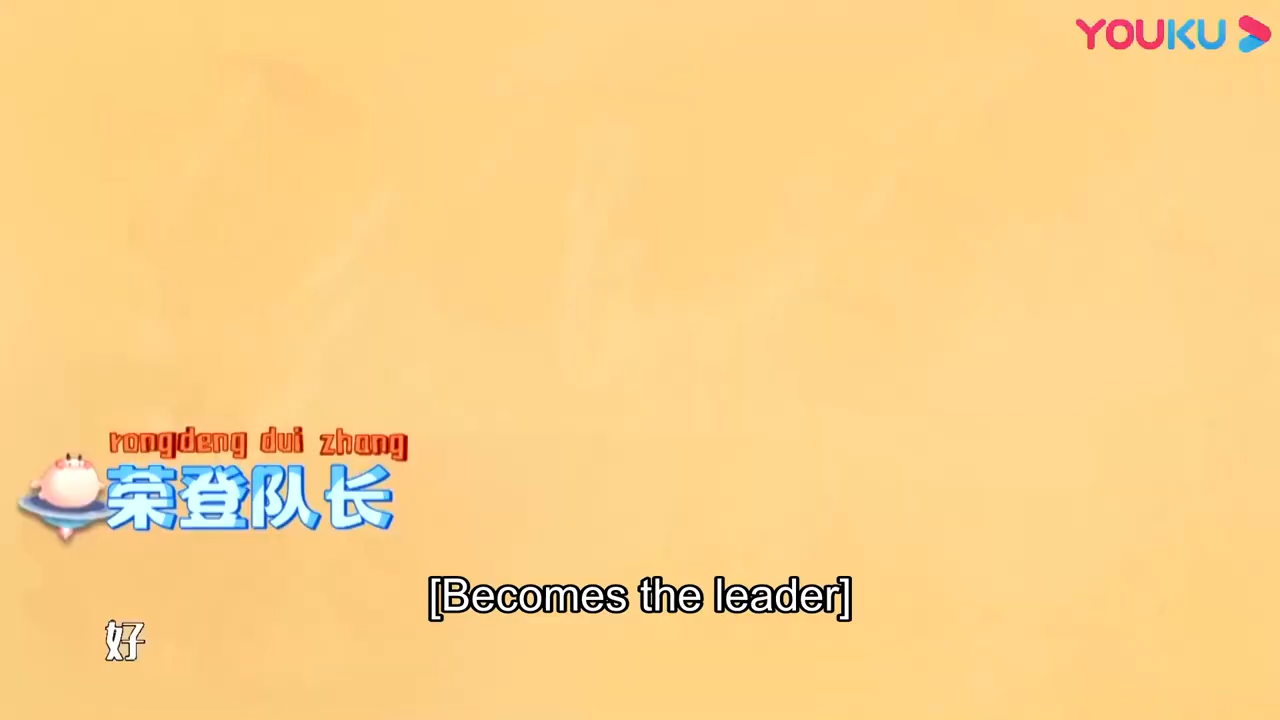 YOUKU
rongdeng dui zhang
荣登队长
[Becomes the leader]
好